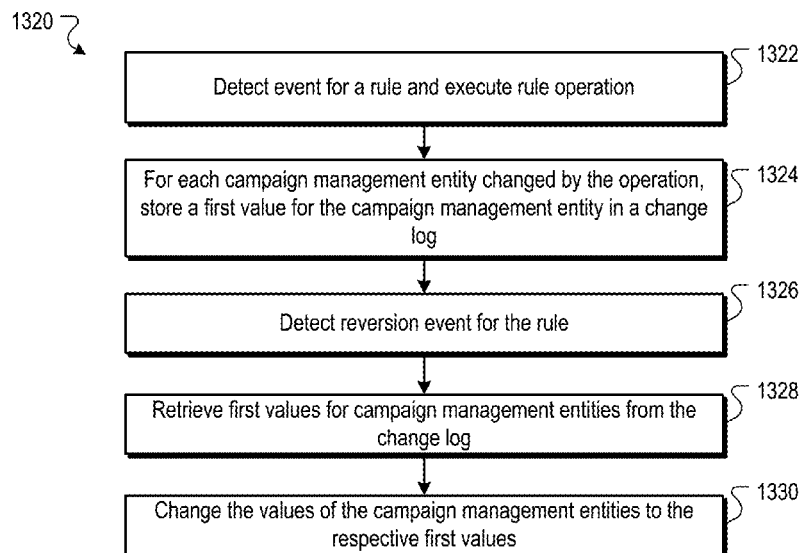 1320
1322
Detect event for a rule and execute rule operation
1324
For each campaign management entity changed by the operation,
store a first value for the campaign management entity in a change
log
1326
Detect reversion event for the rule
1328
Retrieve first values for campaign management entities from the
change log
1330
Change the values of the campaign management entities to the
respective first values